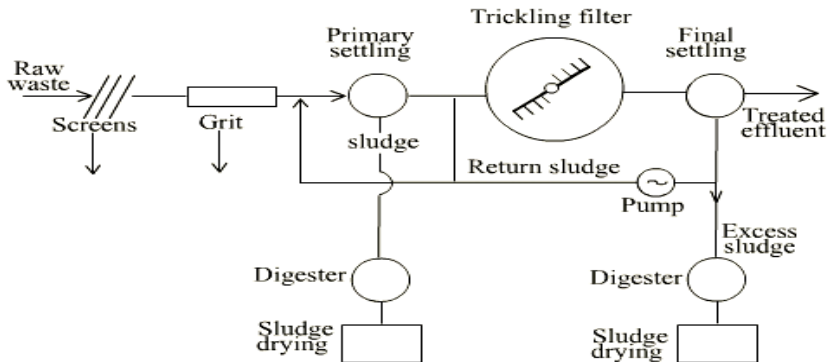 Trickling filter
Primary
settling
Final
settling
Raw
waste
Screens
Grit
sludge
Treated
effluent
Return sludge
Pump
Excess
sludge
Digester
Digester
Sludge
drying
Sludge
drying